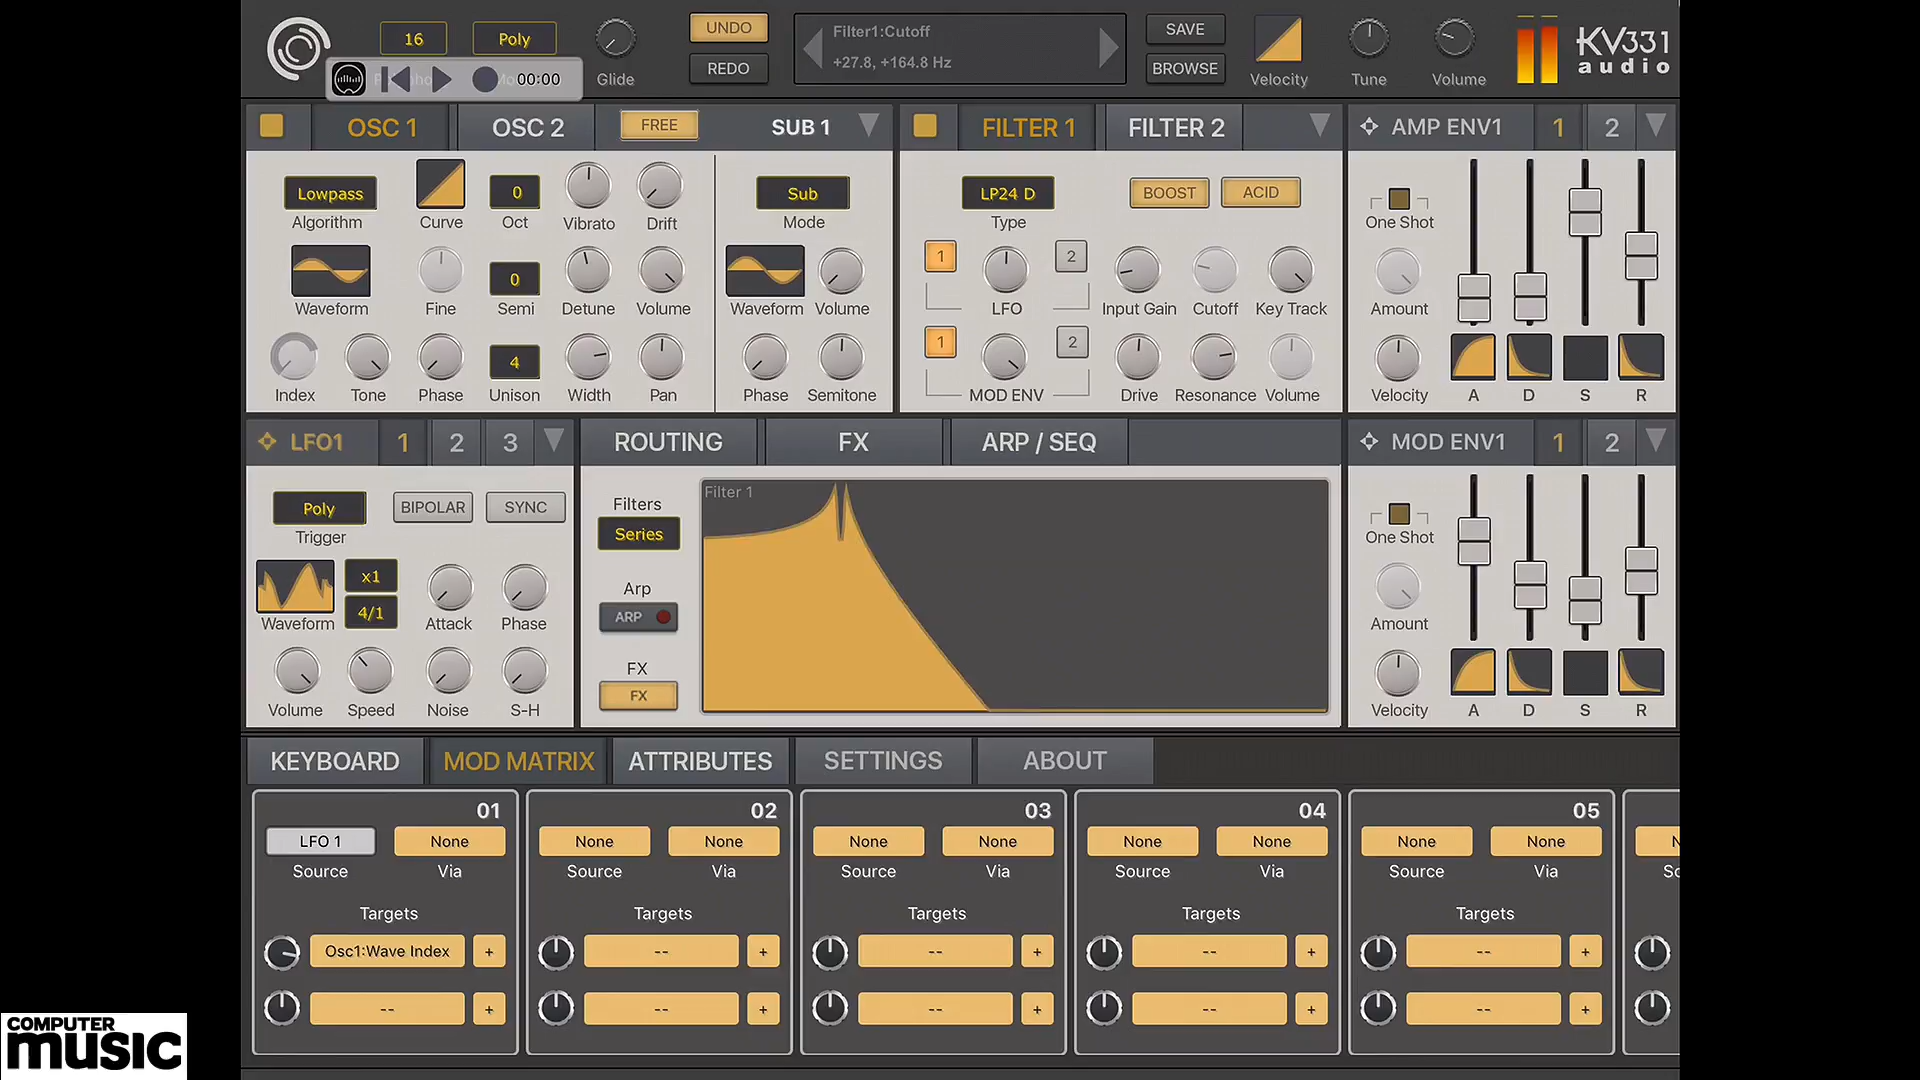 16
Poly
Glide
UNDO
REDO
Filter1:Cutoff
+27.8, +164.8 Hz
SAVE
BROWSE
Velocity
Tune
Volume
KV331
audio
00:00
OSC 1
OSC 2
FREE
SUB 1
FILTER 1
FILTER 2
AMP ENV1
1
2
Lowpass
Algorithm
Curve
0
Oct
Vibrato
Drift
Sub
Mode
LP24 D
Type
BOOST
ACID
One Shot
Waveform
Fine
0
Semi
Detune
Volume
Waveform
Volume
1
LFO
2
Input Gain
Cutoff
Key Track
Amount
Index
Tone
Phase
4
Unison
Width
Pan
Phase
Semitone
1
MOD ENV
2
Drive
Resonance
Volume
Velocity
A
D
S
R
LFO1
1
2
3
ROUTING
FX
ARP / SEQ
MOD ENV1
1
2
Poly
Trigger
BIPOLAR
SYNC
Filters
Series
Filter 1
One Shot
Waveform
x1
4/1
Attack
Phase
Arp
ARP
Amount
Volume
Speed
Noise
S-H
FX
FX
Velocity
A
D
S
R
KEYBOARD
MOD MATRIX
ATTRIBUTES
SETTINGS
ABOUT
01
LFO 1
None
Source
Via
Targets
Osc1:Wave Index
+
--
+
02
None
None
Source
Via
Targets
--
+
--
+
03
None
None
Source
Via
Targets
--
+
--
+
04
None
None
Source
Via
Targets
--
+
--
+
05
None
None
Source
Via
Targets
--
+
--
+
COMPUTER
music